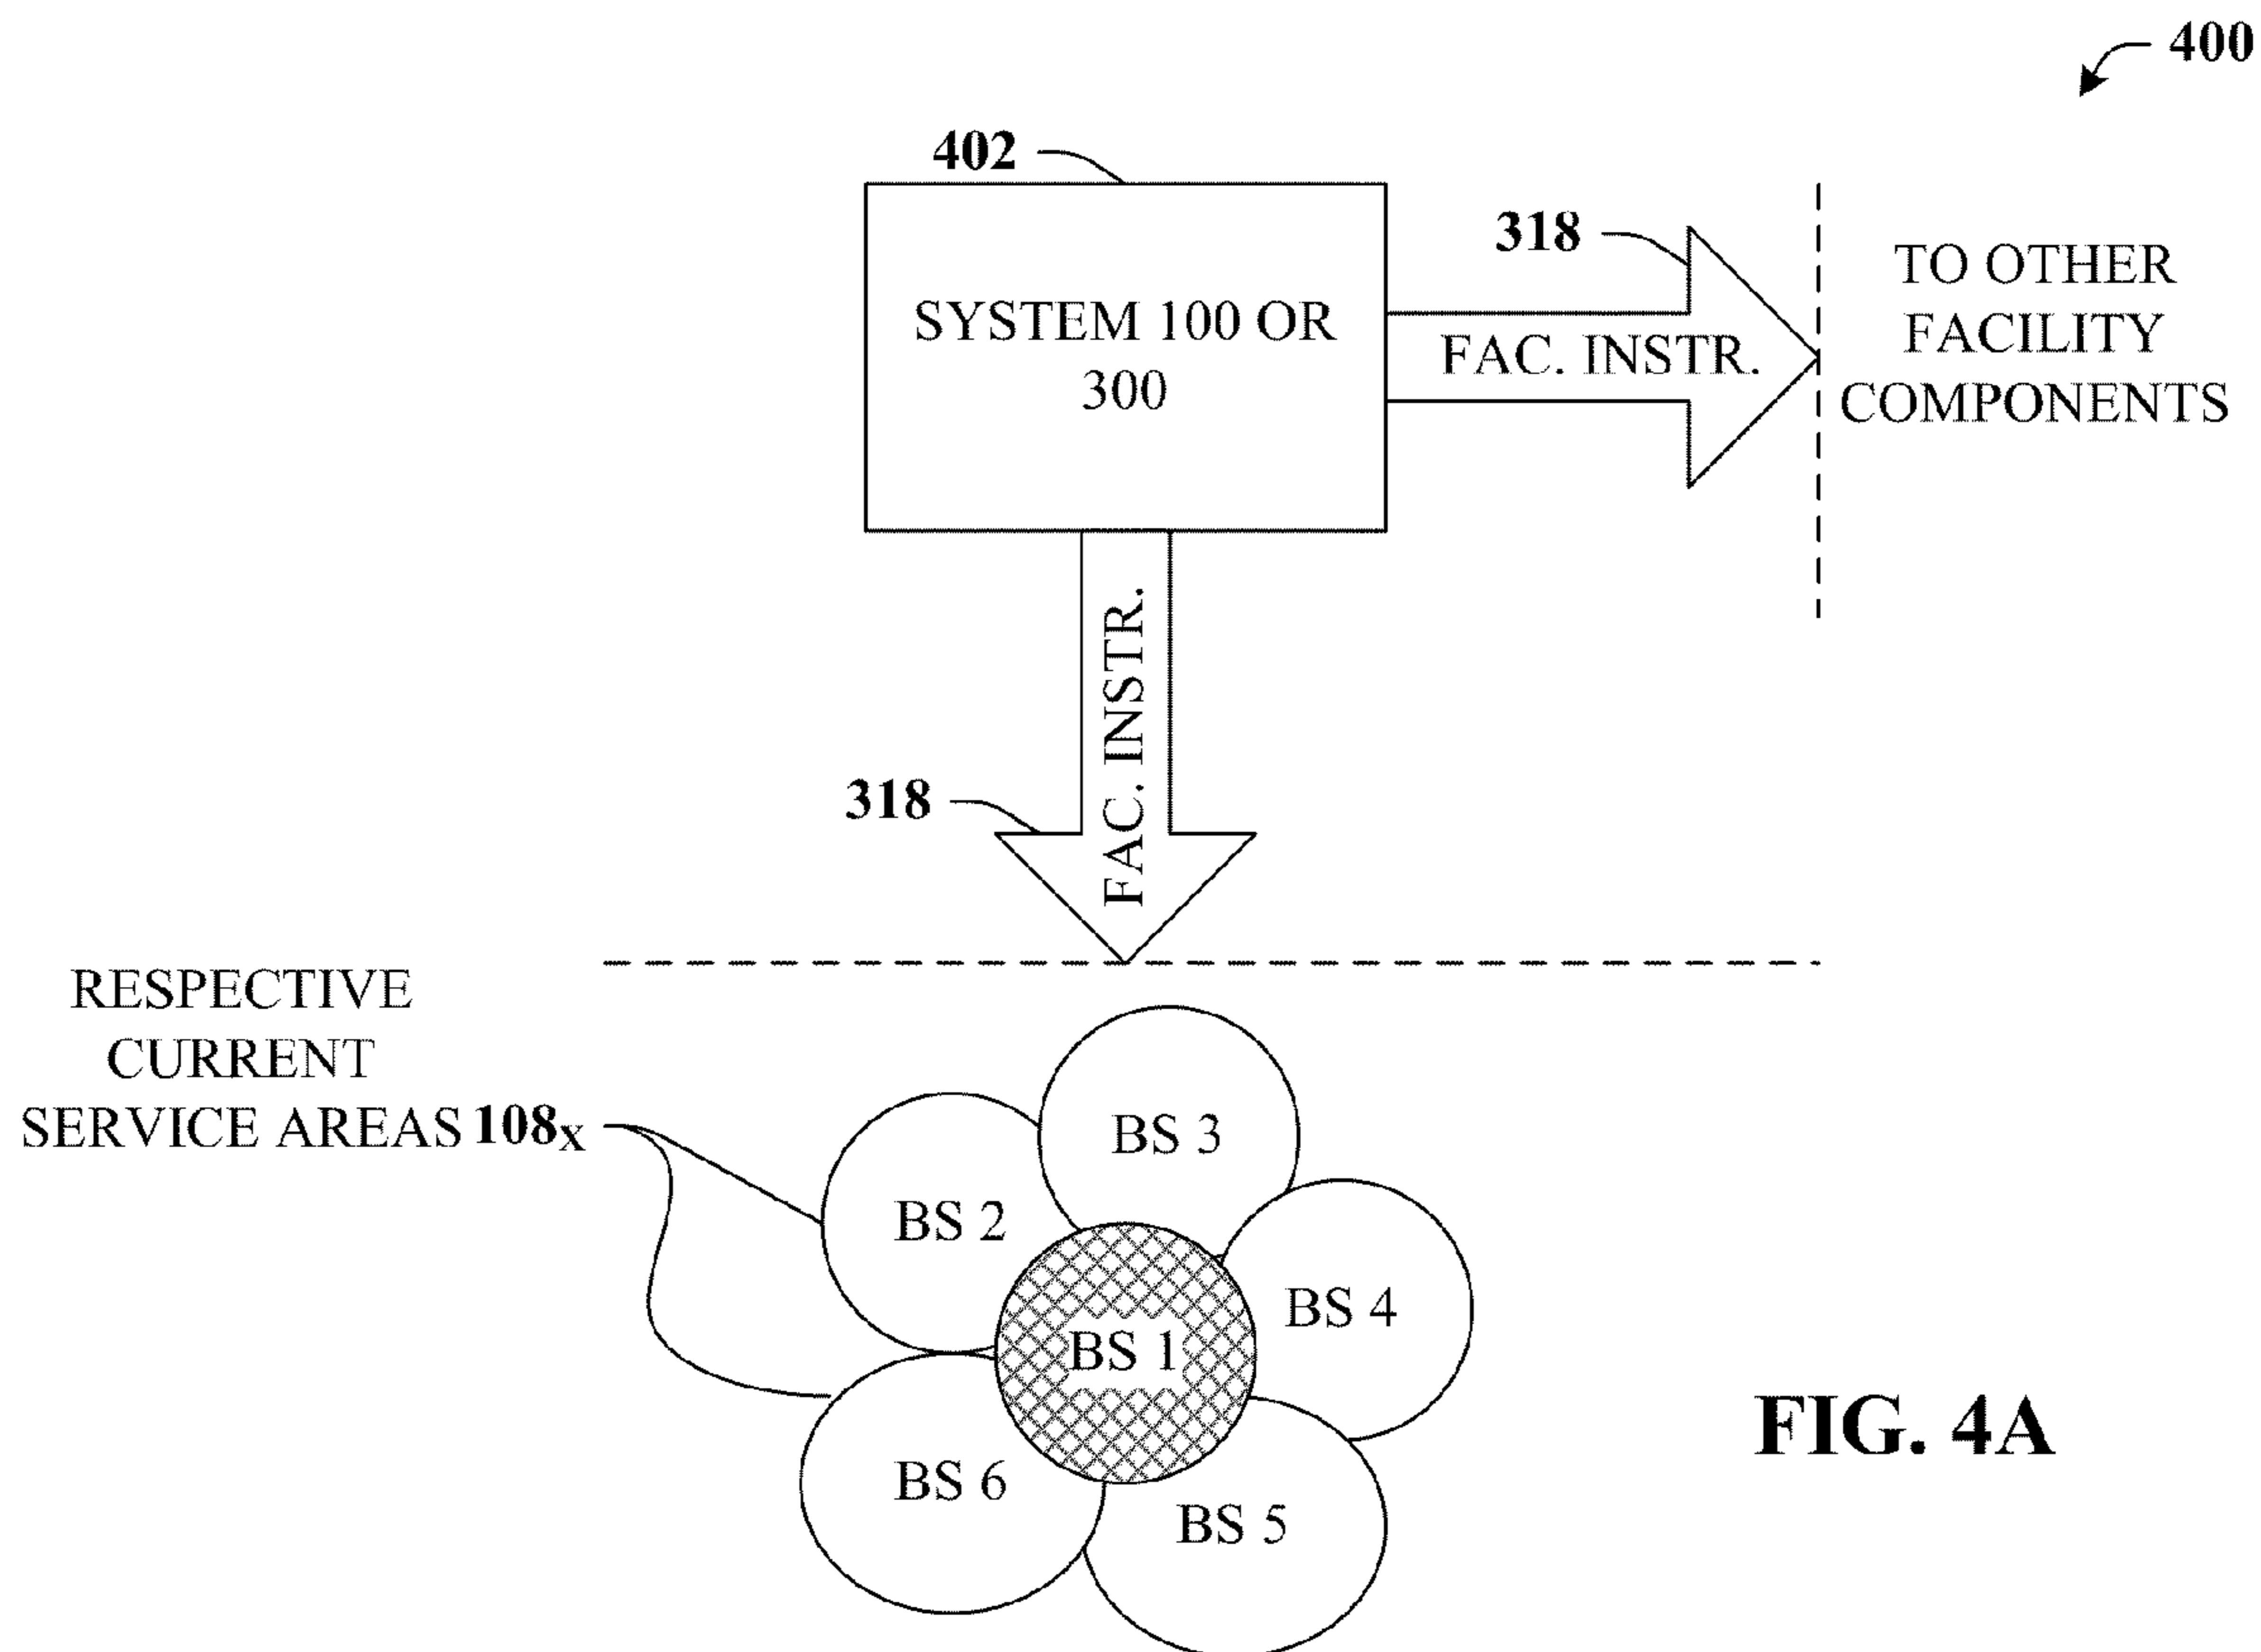 400
402
318
SYSTEM 100 OR
300
FAC. INSTR.
TO OTHER
FACILITY
COMPONENTS
FAC. INSTR.
318
RESPECTIVE
CURRENT
SERVICE AREAS 108X
BS 3
BS 2
BS 4
BS 1
BS 6
BS 5
FIG. 4A